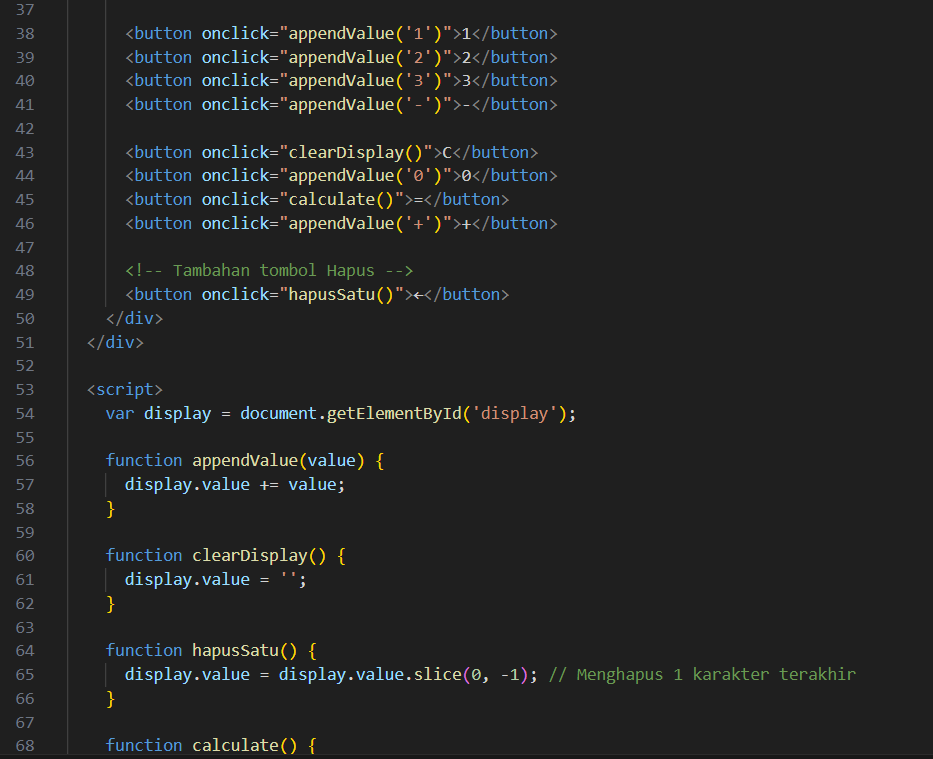 37
38 <button onclick="appendValue('1')">1</button>
39 <button onclick="appendValue('2')">2</button>
40 <button onclick="appendValue('3')">3</button>
41 <button onclick="appendValue('-')">-</button>
42
43 <button onclick="clearDisplay()">C</button>
44 <button onclick="appendValue('0')">0</button>
45 <button onclick="calculate()">=</button>
46 <button onclick="appendValue('+')">+</button>
47
48 <!-- Tambahan tombol Hapus -->
49 <button onclick="hapusSatu()">←</button>
50 </div>
51 </div>
52
53 <script>
54 var display = document.getElementById('display');
55
56 function appendValue(value) {
57 display.value += value;
58 }
59
60 function clearDisplay() {
61 display.value = '';
62 }
63
64 function hapusSatu() {
65 display.value = display.value.slice(0, -1); // Menghapus 1 karakter terakhir
66 }
67
68 function calculate() {